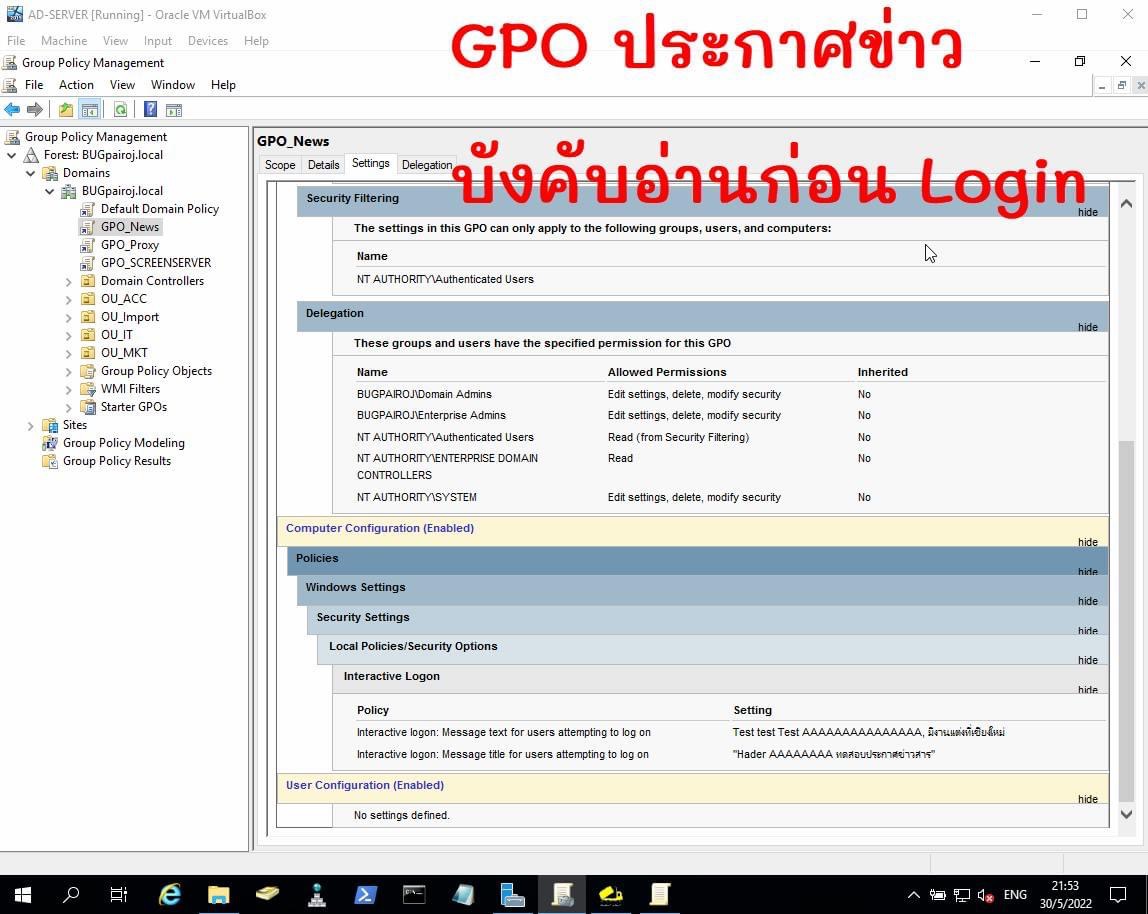 AD-SERVER [Running] - Oracle VM VirtualBox
GPO ประกาศข่าว
File Machine View Input Devices Help
Group Policy Management
File Action View Window Help
Group Policy Management
Forest: BUGpairoj.local
Domains
BUGpairoj.local
Default Domain Policy
GPO_News
GPO_Proxy
GPO_SCREENSERVER
Domain Controllers
OU_ACC
OU_Import
OU_IT
OU_MKT
Group Policy Objects
WMI Filters
Starter GPOs
Sites
Group Policy Modeling
Group Policy Results
GPO_News
Scope Details Settings Delegation
บังคับอ่านก่อน Login
Security Filtering
hide
The settings in this GPO can only apply to the following groups, users, and computers:
Name
NT AUTHORITY\Authenticated Users
Delegation
hide
These groups and users have the specified permission for this GPO
Name Allowed Permissions Inherited
BUGPAIROJ\Domain Admins Edit settings, delete, modify security No
BUGPAIROJ\Enterprise Admins Edit settings, delete, modify security No
NT AUTHORITY\Authenticated Users Read (from Security Filtering) No
NT AUTHORITY\ENTERPRISE DOMAIN Read No
CONTROLLERS
NT AUTHORITY\SYSTEM Edit settings, delete, modify security No
Computer Configuration (Enabled)
hide
Policies
hide
Windows Settings
hide
Security Settings
hide
Local Policies/Security Options
hide
Interactive Logon
hide
Policy Setting
Interactive logon: Message text for users attempting to log on Test test Test AAAAAAAAAAAAAAA, มีงานแต่งที่เชียงใหม่
Interactive logon: Message title for users attempting to log on "Hader AAAAAAAA ทดสอบประกาศข่าวสาร"
User Configuration (Enabled)
hide
No settings defined.
ENG
21:53
30/5/2022